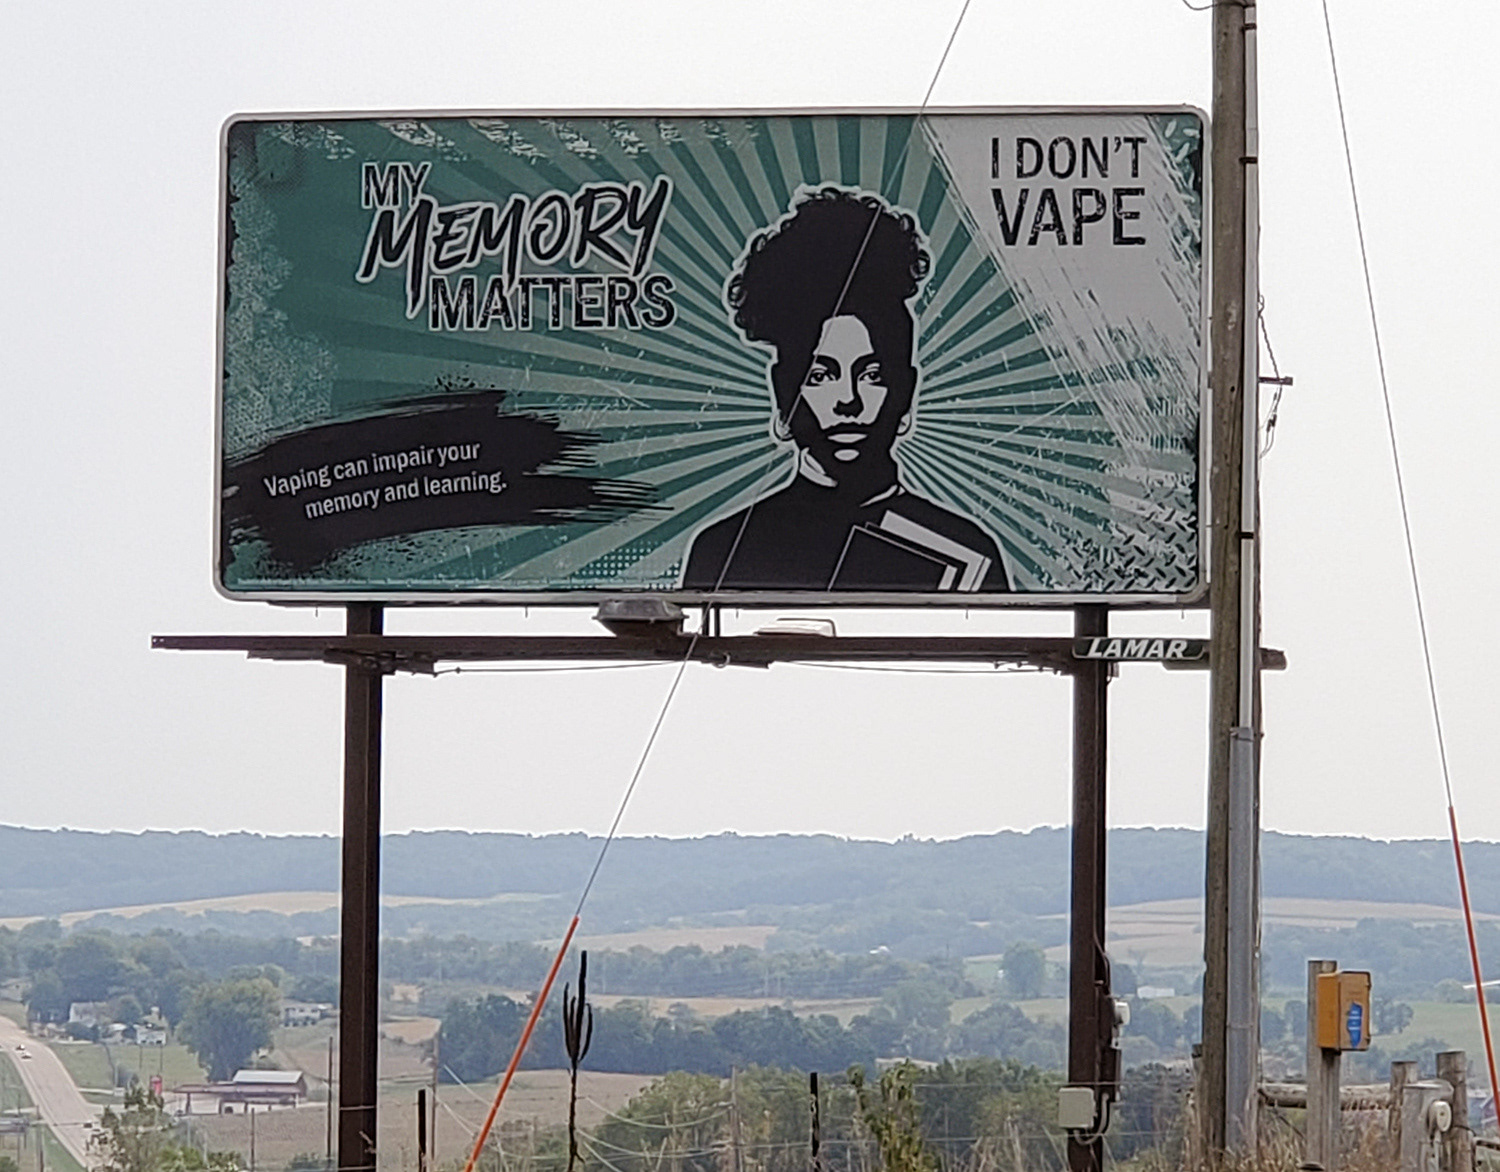 MY
MEMORY
MATTERS
I DON'T
VAPE
Vaping can impair your
memory and learning.
LAMAR